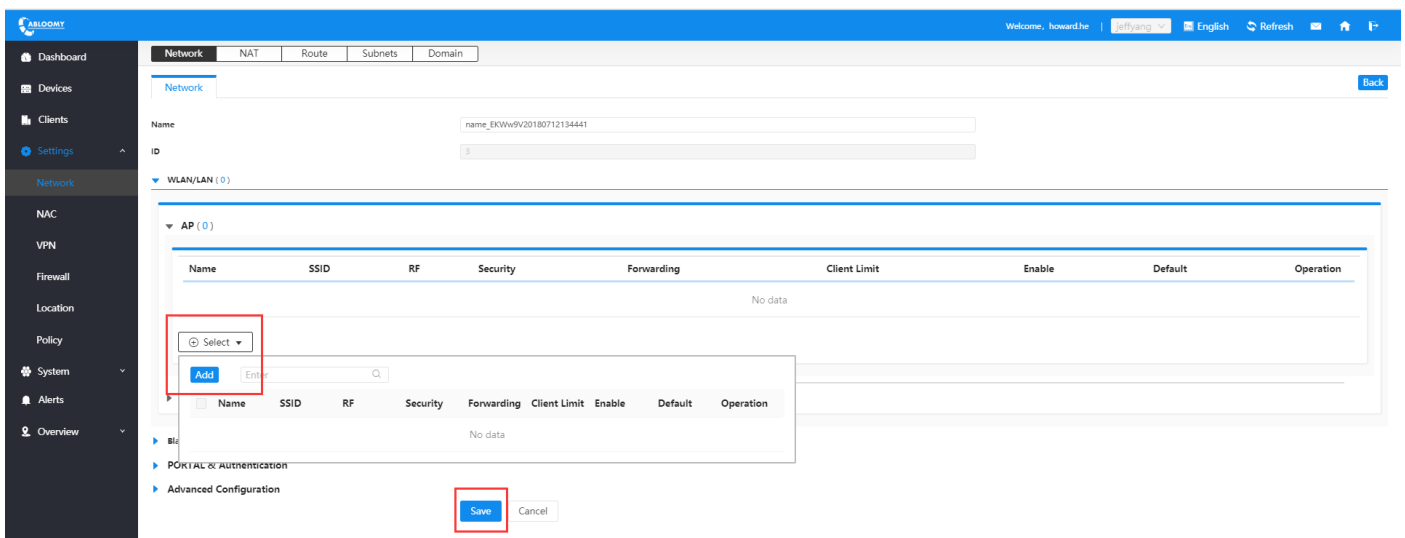 ABLOOMY
Welcome, howard.he | jeffyang English Refresh
Dashboard
Devices
Clients
Settings
Network
NAC
VPN
Firewall
Location
Policy
System
Alerts
Overview
Network NAT Route Subnets Domain
Network Back
Name name_EKWw9V20180712134441
ID 3
WLAN/LAN ( 0 )
AP ( 0 )
Name SSID RF Security Forwarding Client Limit Enable Default Operation
No data
Select
Add Enter
Name SSID RF Security Forwarding Client Limit Enable Default Operation
No data
PORTAL & Authentication
Advanced Configuration
Save Cancel